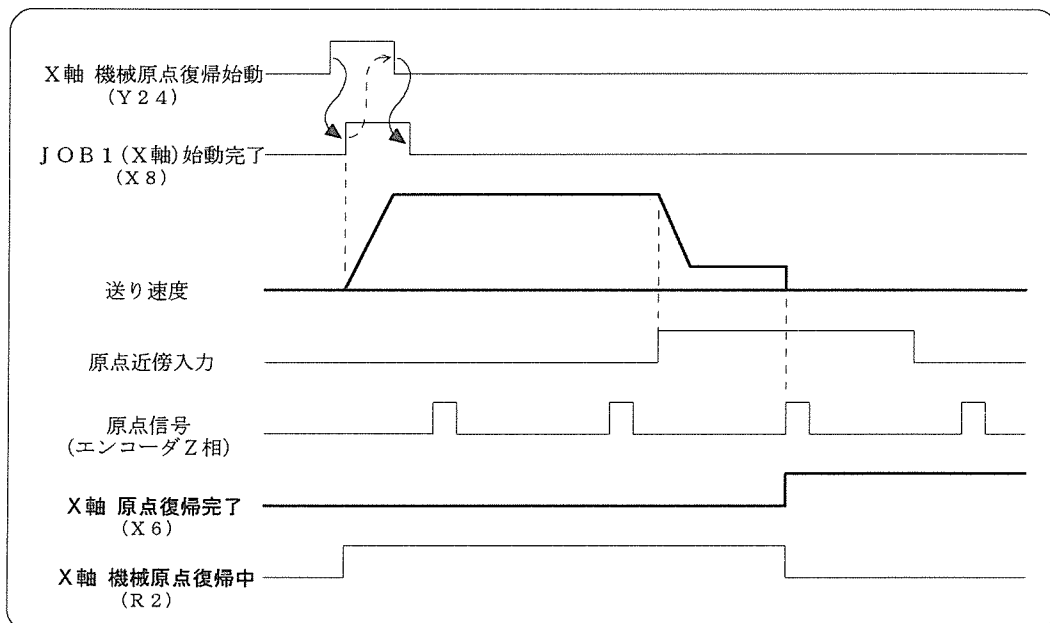 X軸 機械原点復帰始動
(Y24)
JOB1(X軸)始動完了
(X8)
送り速度
原点近傍入力
原点信号
(エンコーダZ相)
X軸 原点復帰完了
(X6)
X軸 機械原点復帰中
(R2)